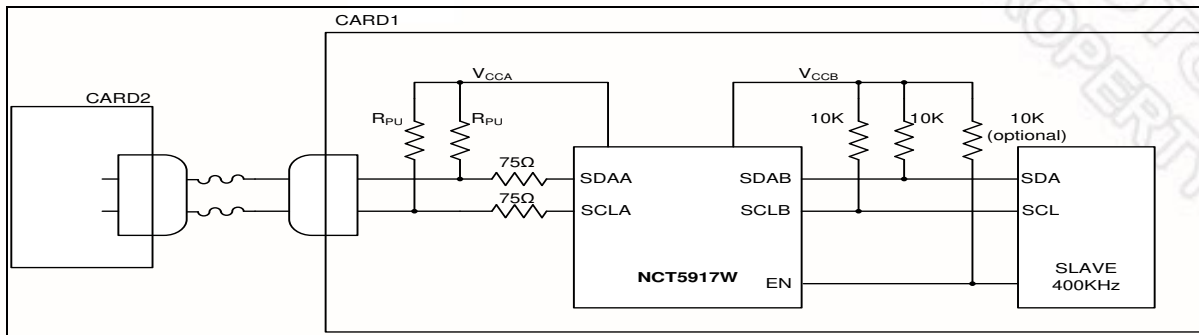 CARD1
CARD2
VCCA
VCCB
RPU
RPU
10K
10K
10K
(optional)
75Ω
75Ω
SDAA
SCLA
SDAB
SCLB
EN
NCT5917W
SDA
SCL
SLAVE
400KHz